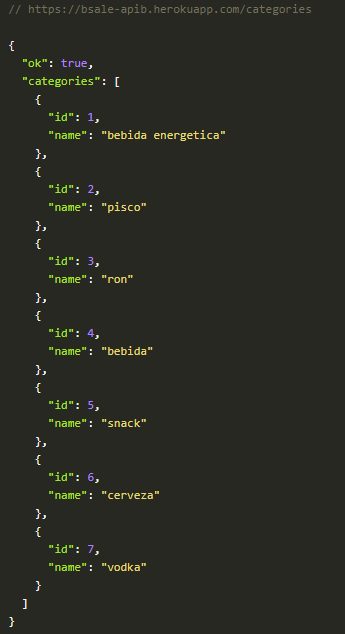 // https://bsale-apib.herokuapp.com/categories
{
  "ok": true,
  "categories": [
    {
      "id": 1,
      "name": "bebida energetica"
    },
    {
      "id": 2,
      "name": "pisco"
    },
    {
      "id": 3,
      "name": "ron"
    },
    {
      "id": 4,
      "name": "bebida"
    },
    {
      "id": 5,
      "name": "snack"
    },
    {
      "id": 6,
      "name": "cerveza"
    },
    {
      "id": 7,
      "name": "vodka"
    }
  ]
}